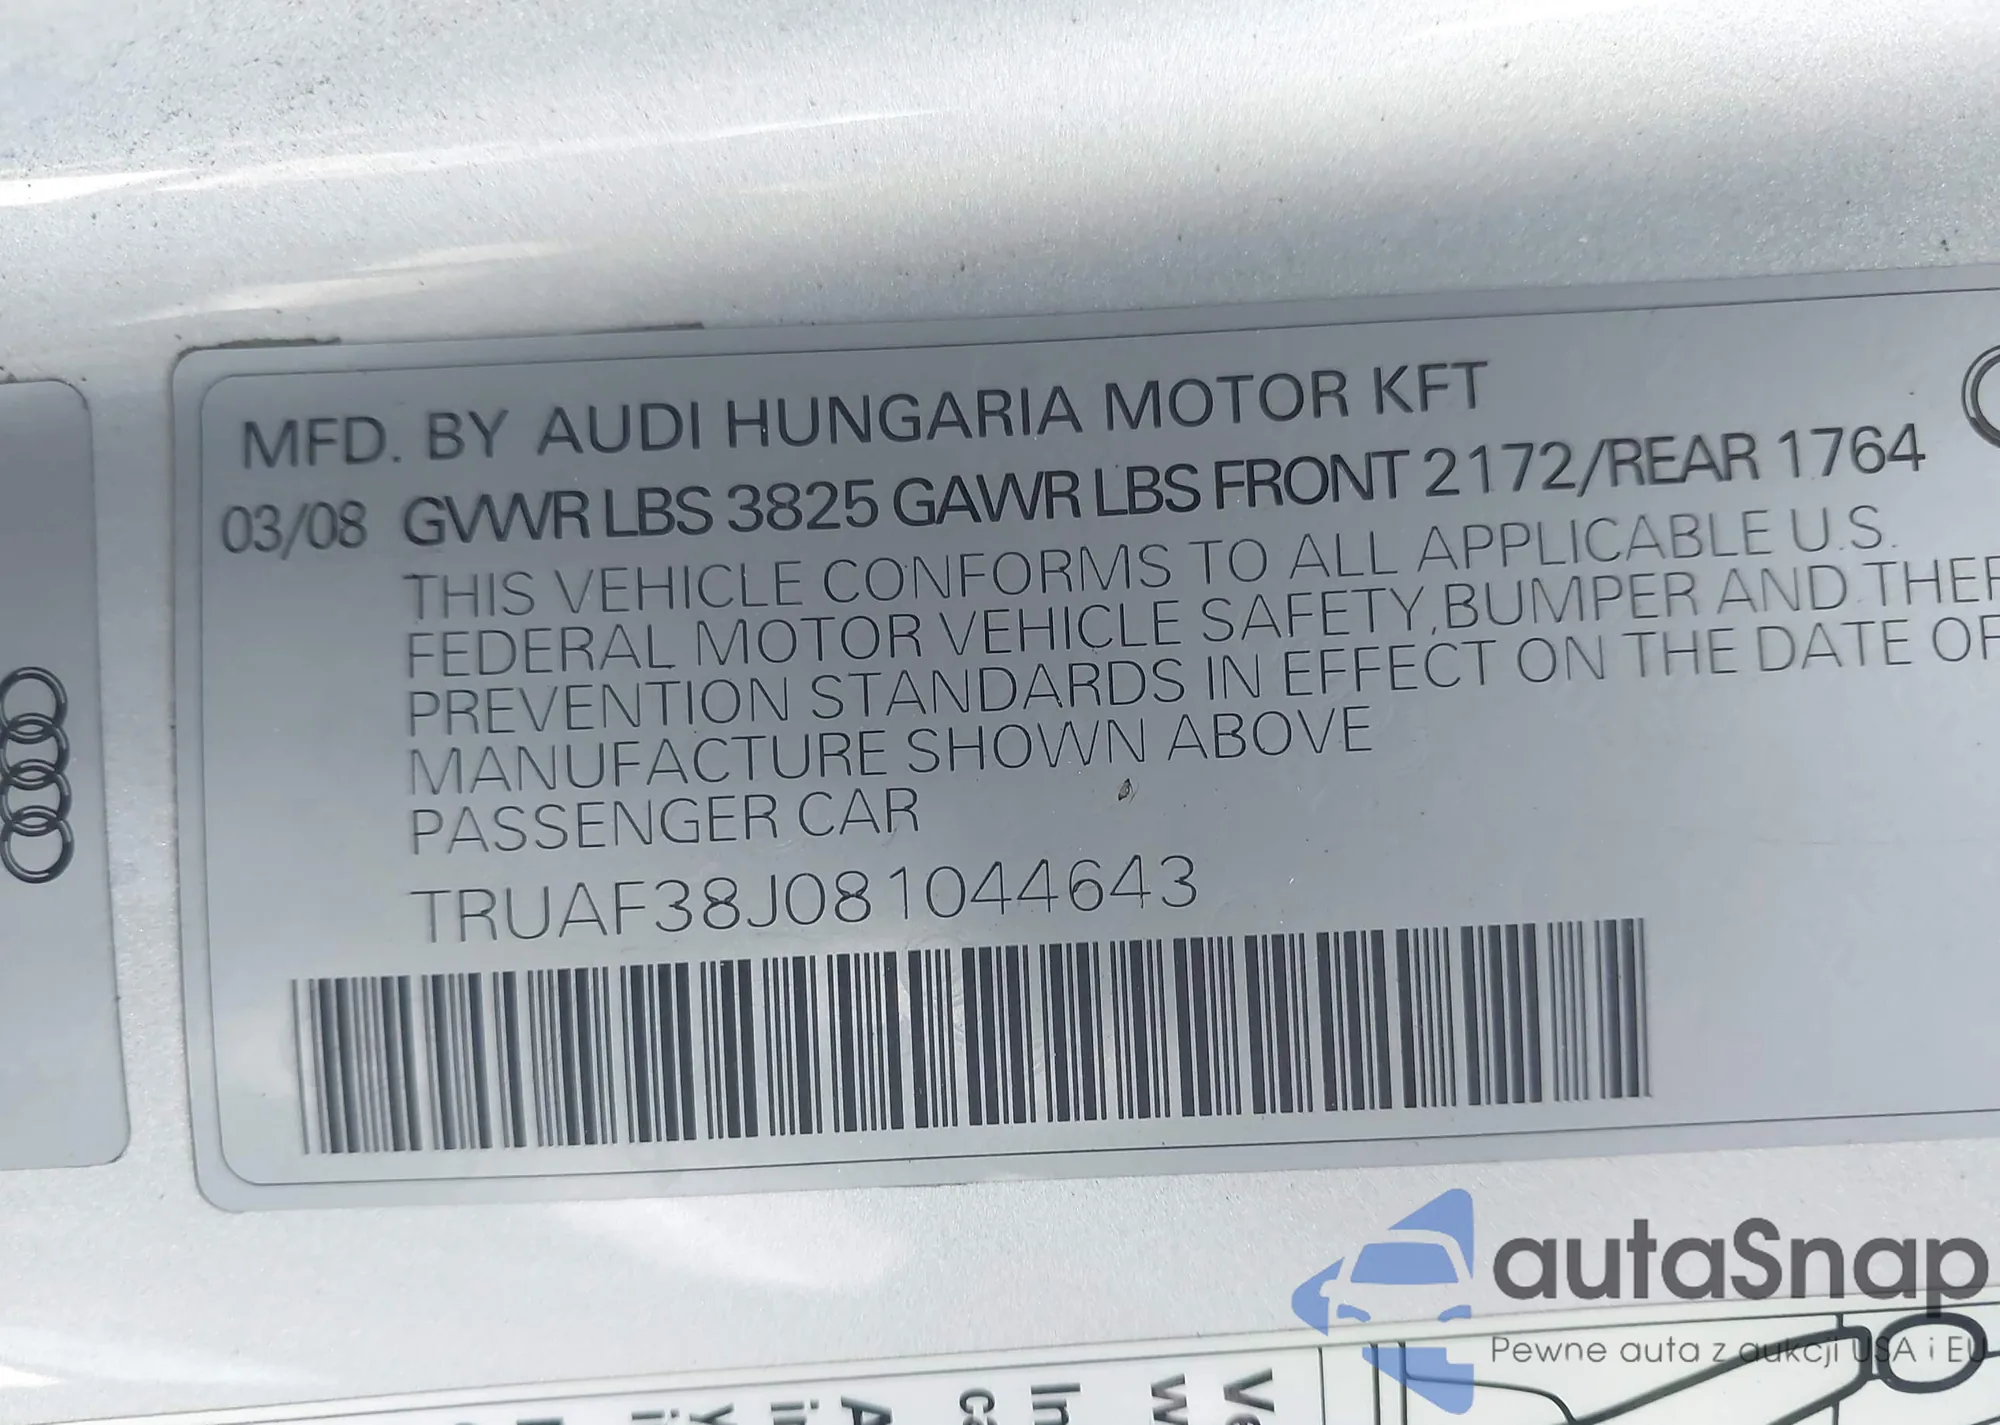 MFD. BY AUDI HUNGARIA MOTOR KFT
03/08 GVWR LBS 3825 GAWR LBS FRONT 2172/REAR 1764
THIS VEHICLE CONFORMS TO ALL APPLICABLE U.S.
FEDERAL MOTOR VEHICLE SAFETY, BUMPER AND THEF
PREVENTION STANDARDS IN EFFECT ON THE DATE OF
MANUFACTURE SHOWN ABOVE
PASSENGER CAR
TRUAF38J081044643
autaSnap
Pewne auta z aukcji USA i EU